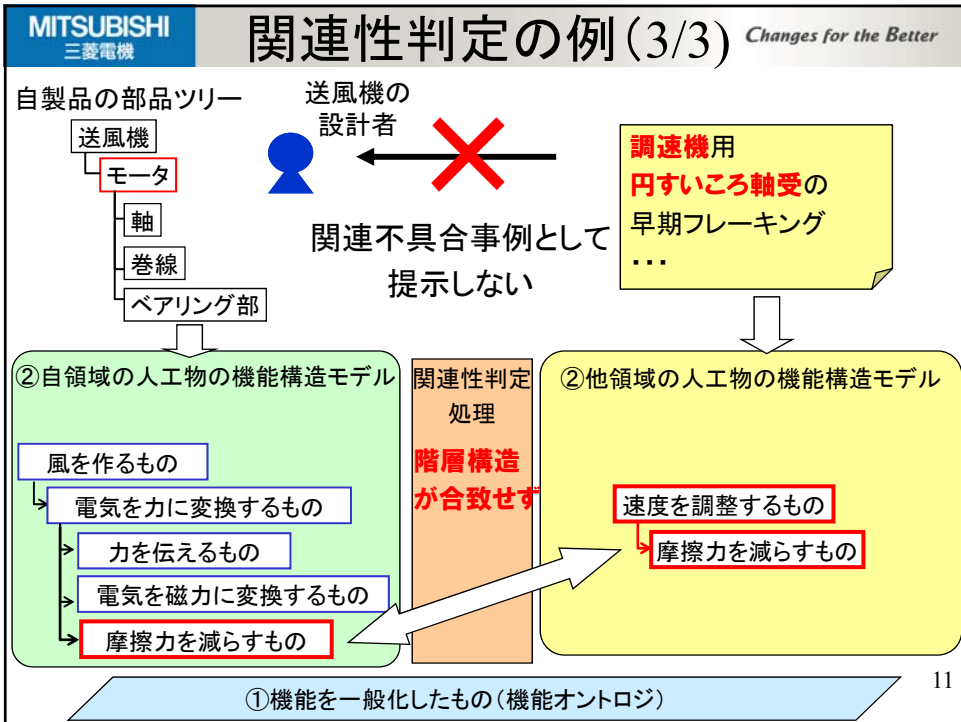 MITSUBISHI
三菱電機
関連性判定の例(3/3)
Changes for the Better
自製品の部品ツリー
送風機
モータ
軸
巻線
ベアリング部
送風機の
設計者
関連不具合事例として
提示しない
調速機用
円すいころ軸受の
早期フレーキング
・・・
②自領域の人工物の機能構造モデル
風を作るもの
電気を力に変換するもの
力を伝えるもの
電気を磁力に変換するもの
摩擦力を減らすもの
関連性判定
処理
階層構造
が合致せず
②他領域の人工物の機能構造モデル
速度を調整するもの
摩擦力を減らすもの
①機能を一般化したもの(機能オントロジ)
11